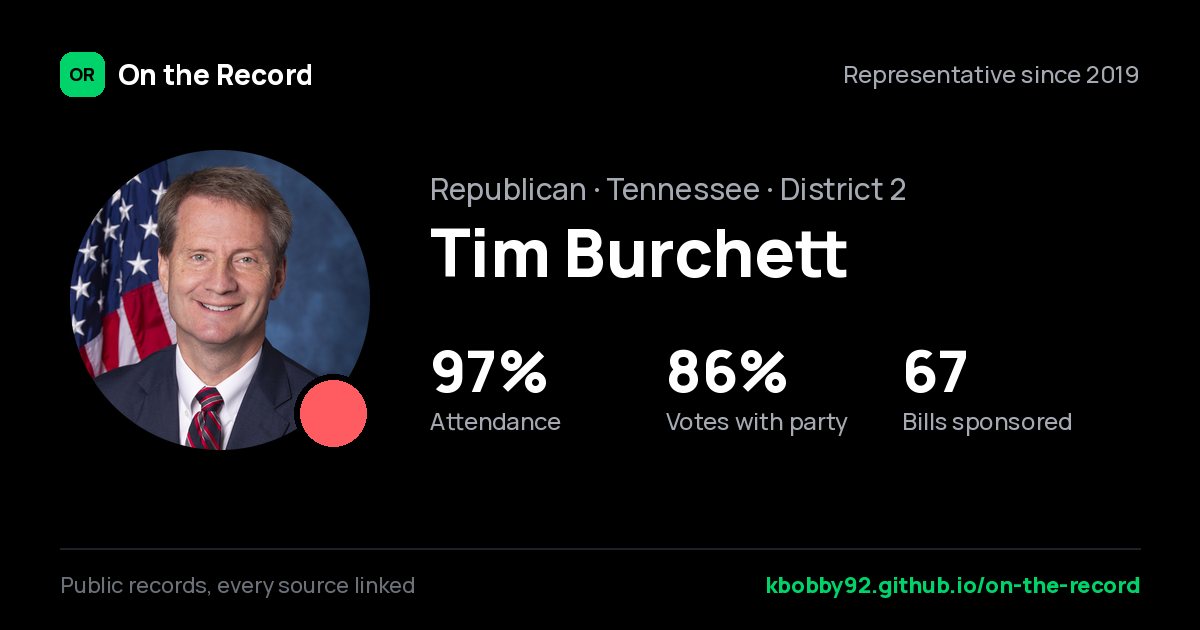 OR On the Record
Representative since 2019
Republican · Tennessee · District 2
Tim Burchett
97% 86% 67
Attendance Votes with party Bills sponsored
Public records, every source linked
kbobby92.github.io/on-the-record